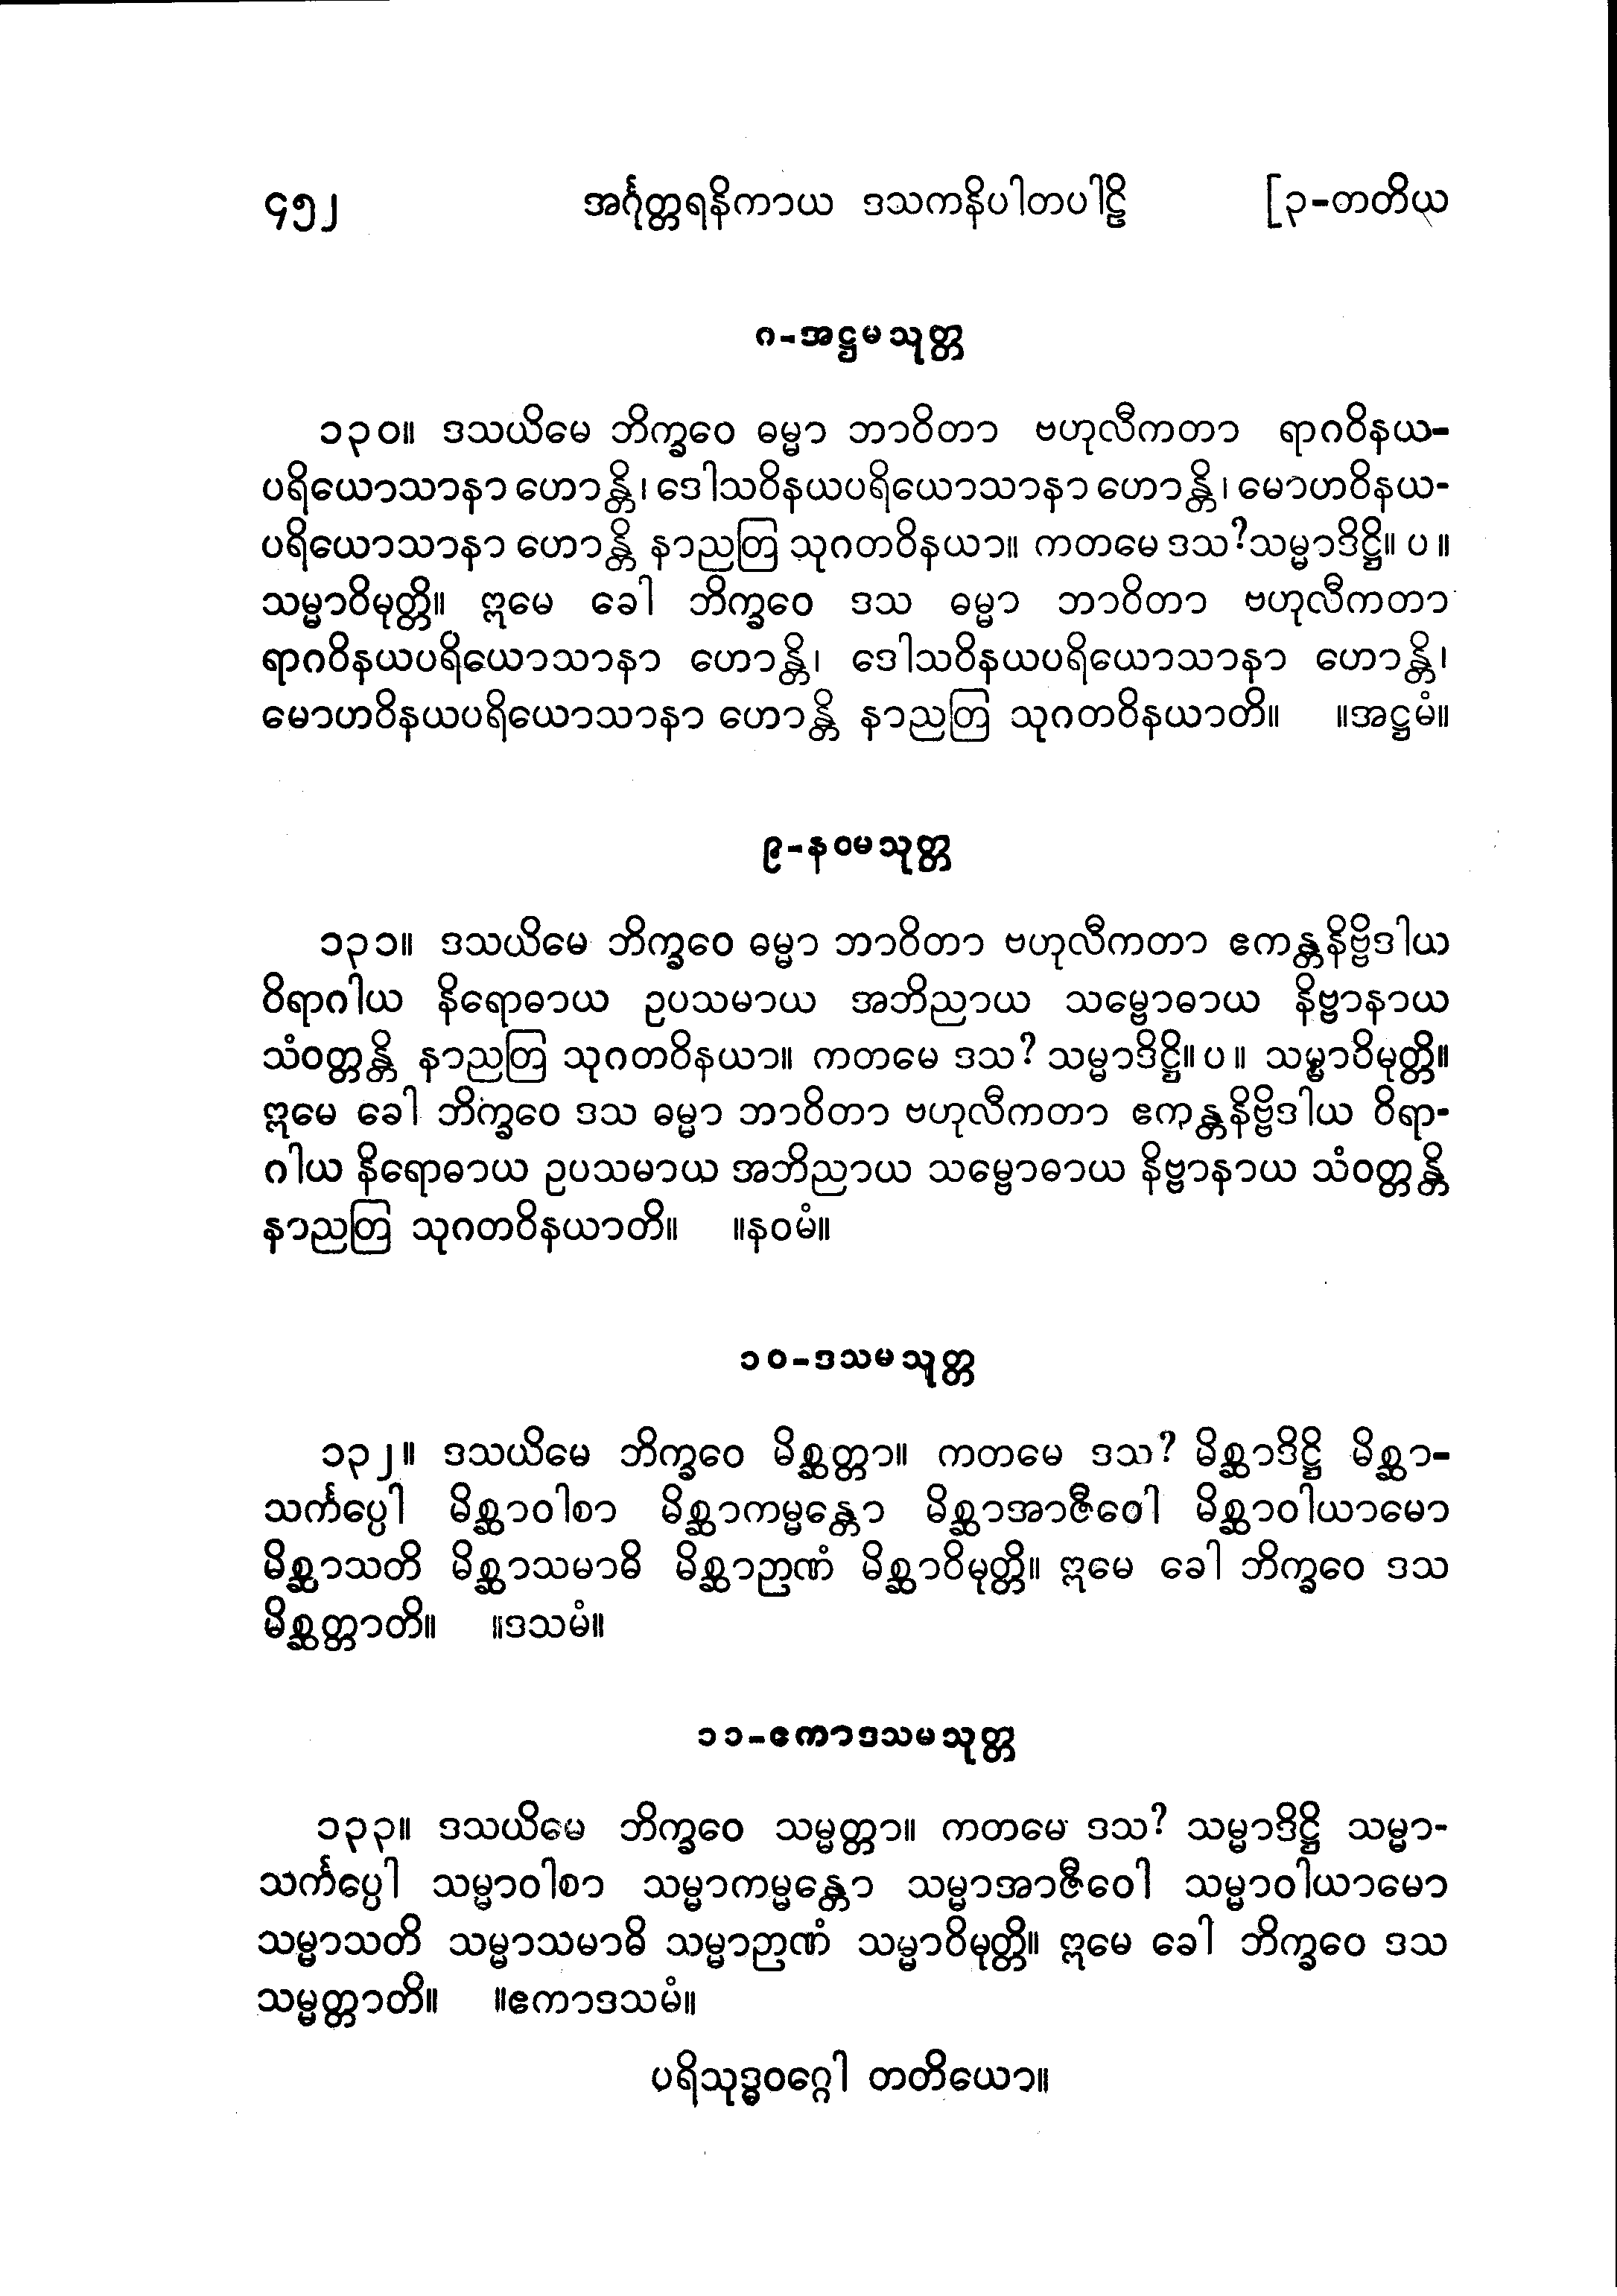 ၄၅၂ အင်္ဂုတ္တရနိကာယ ဒသကနိပါတပါဠိ [၃-တတိယ
၈-အဋ္ဌမသုတ္တ
၁၃၀။ ဒသယိမေ ဘိက္ခဝေ ဓမ္မာ ဘာဝိတာ ဗဟုလီကတာ ရာဂဝိနယ-
ပရိယောသာနာ ဟောန္တိ၊ ဒေါသဝိနယပရိယောသာနာ ဟောန္တိ၊ မောဟဝိနယ-
ပရိယောသာနာ ဟောန္တိ နာညတြ သုဂတဝိနယာ။ ကတမေ ဒသ? သမ္မာဒိဋ္ဌိ။ ပ ။
သမ္မာဝိမုတ္တိ။ ဣမေ ခေါ ဘိက္ခဝေ ဒသ ဓမ္မာ ဘာဝိတာ ဗဟုလီကတာ
ရာဂဝိနယပရိယောသာနာ ဟောန္တိ၊ ဒေါသဝိနယပရိယောသာနာ ဟောန္တိ၊
မောဟဝိနယပရိယောသာနာ ဟောန္တိ နာညတြ သုဂတဝိနယာတိ။ ။အဋ္ဌမံ။
၉-နဝမသုတ္တ
၁၃၁။ ဒသယိမေ ဘိက္ခဝေ ဓမ္မာ ဘာဝိတာ ဗဟုလီကတာ ဧကန္တနိဗ္ဗိဒါယ
ဝိရာဂါယ နိရောဓာယ ဥပသမာယ အဘိညာယ သမ္ဗောဓာယ နိဗ္ဗာနာယ
သံဝတ္တန္တိ နာညတြ သုဂတဝိနယာ။ ကတမေ ဒသ? သမ္မာဒိဋ္ဌိ။ ပ ။ သမ္မာဝိမုတ္တိ။
ဣမေ ခေါ ဘိက္ခဝေ ဒသ ဓမ္မာ ဘာဝိတာ ဗဟုလီကတာ ဧကန္တနိဗ္ဗိဒါယ ဝိရာ-
ဂါယ နိရောဓာယ ဥပသမာယ အဘိညာယ သမ္ဗောဓာယ နိဗ္ဗာနာယ သံဝတ္တန္တိ
နာညတြ သုဂတဝိနယာတိ။ ။နဝမံ။
၁၀-ဒသမသုတ္တ
၁၃၂။ ဒသယိမေ ဘိက္ခဝေ မိစ္ဆတ္တာ။ ကတမေ ဒသ? မိစ္ဆာဒိဋ္ဌိ မိစ္ဆာ-
သင်္ကပ္ပေါ မိစ္ဆာဝါစာ မိစ္ဆာကမ္မန္တော မိစ္ဆာအာဇီဝေါ မိစ္ဆာဝါယာမော
မိစ္ဆာသတိ မိစ္ဆာသမာဓိ မိစ္ဆာဉာဏံ မိစ္ဆာဝိမုတ္တိ။ ဣမေ ခေါ ဘိက္ခဝေ ဒသ
မိစ္ဆတ္တာတိ။ ။ဒသမံ။
၁၁-ဧကာဒသမသုတ္တ
၁၃၃။ ဒသယိမေ ဘိက္ခဝေ သမ္မတ္တာ။ ကတမေ ဒသ? သမ္မာဒိဋ္ဌိ သမ္မာ-
သင်္ကပ္ပေါ သမ္မာဝါစာ သမ္မာကမ္မန္တော သမ္မာအာဇီဝေါ သမ္မာဝါယာမော
သမ္မာသတိ သမ္မာသမာဓိ သမ္မာဉာဏံ သမ္မာဝိမုတ္တိ။ ဣမေ ခေါ ဘိက္ခဝေ ဒသ
သမ္မတ္တာတိ။ ။ဧကာဒသမံ။
ပရိသုဒ္ဓဝဂ္ဂေါ တတိယော။